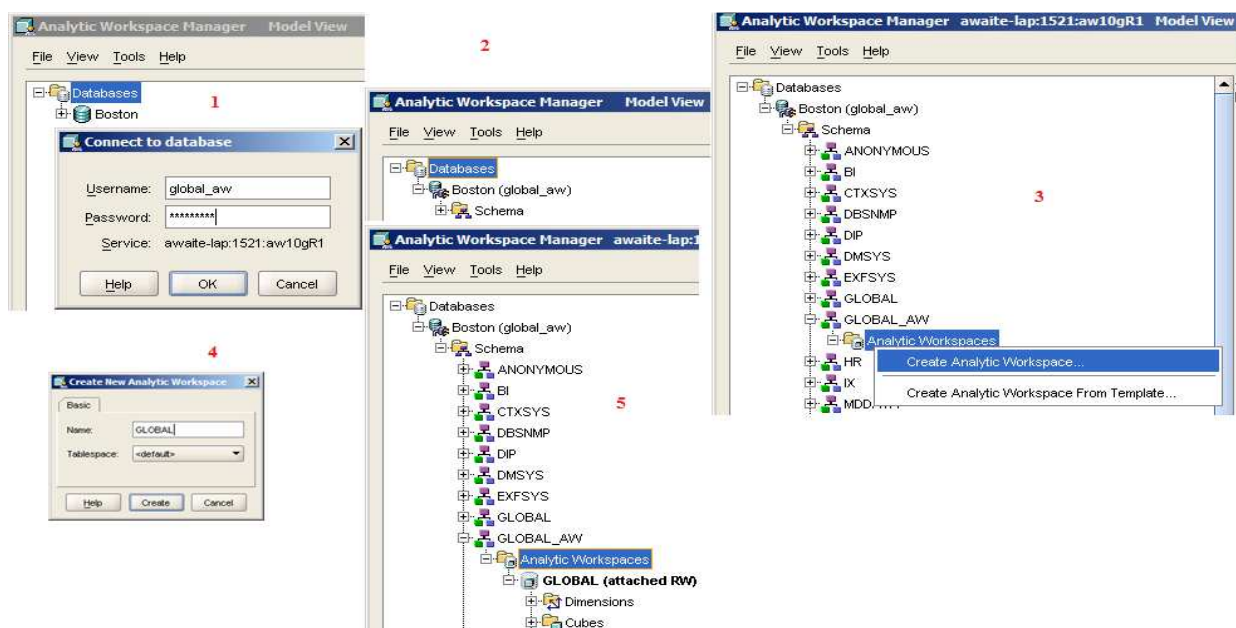 Analytic Workspace Manager Model View
File View Tools Help
Databases
1
Boston
Connect to database
Username: global_aw
Password: *********
Service: awaite-lap:1521:aw10gR1
Help OK Cancel
2
Analytic Workspace Manager Model View
File View Tools Help
Databases
Boston (global_aw)
Schema
Analytic Workspace Manager awaite-lap:1521:aw10gR1 Model View
File View Tools Help
Databases
Boston (global_aw)
Schema
ANONYMOUS
BI
CTXSYS
3
DBSNMP
DIP
DMSYS
EXFSYS
GLOBAL
GLOBAL_AW
Analytic Workspaces
HR
Create Analytic Workspace...
IX
Create Analytic Workspace From Template...
4
Create New Analytic Workspace
Basic
Name: GLOBAL
Tablespace: <default>
Help Create Cancel
Analytic Workspace Manager awaite-lap:1
File View Tools Help
Databases
Boston (global_aw)
Schema
ANONYMOUS
BI
5
CTXSYS
DBSNMP
DIP
DMSYS
EXFSYS
GLOBAL
GLOBAL_AW
Analytic Workspaces
GLOBAL (attached RW)
Dimensions
Cubes